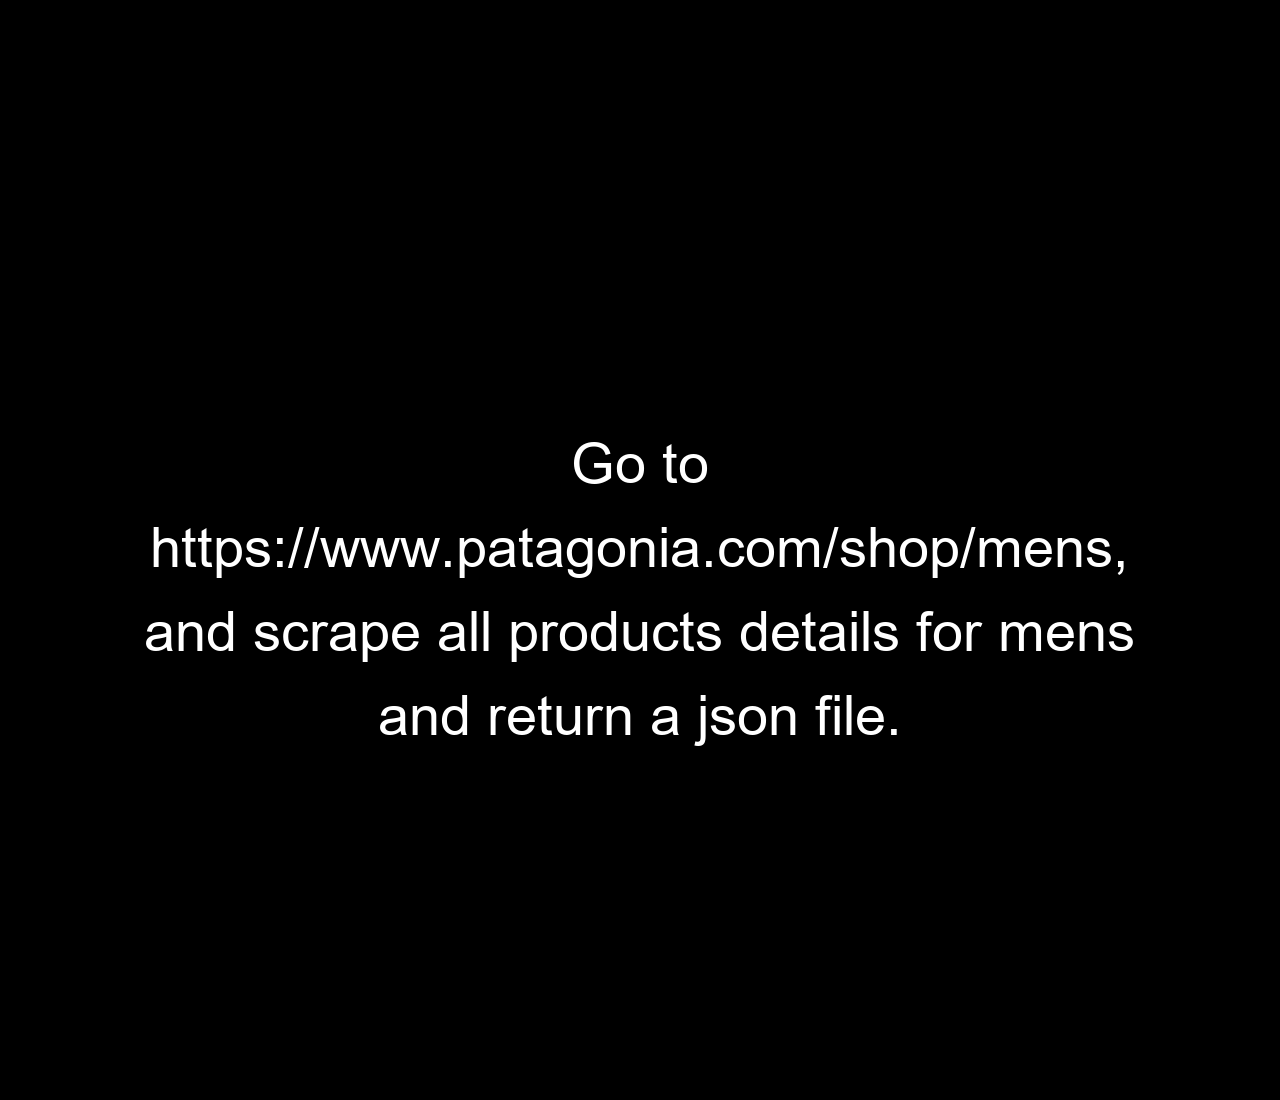 Go to
https://www.patagonia.com/shop/mens,
and scrape all products details for mens
and return a json file.